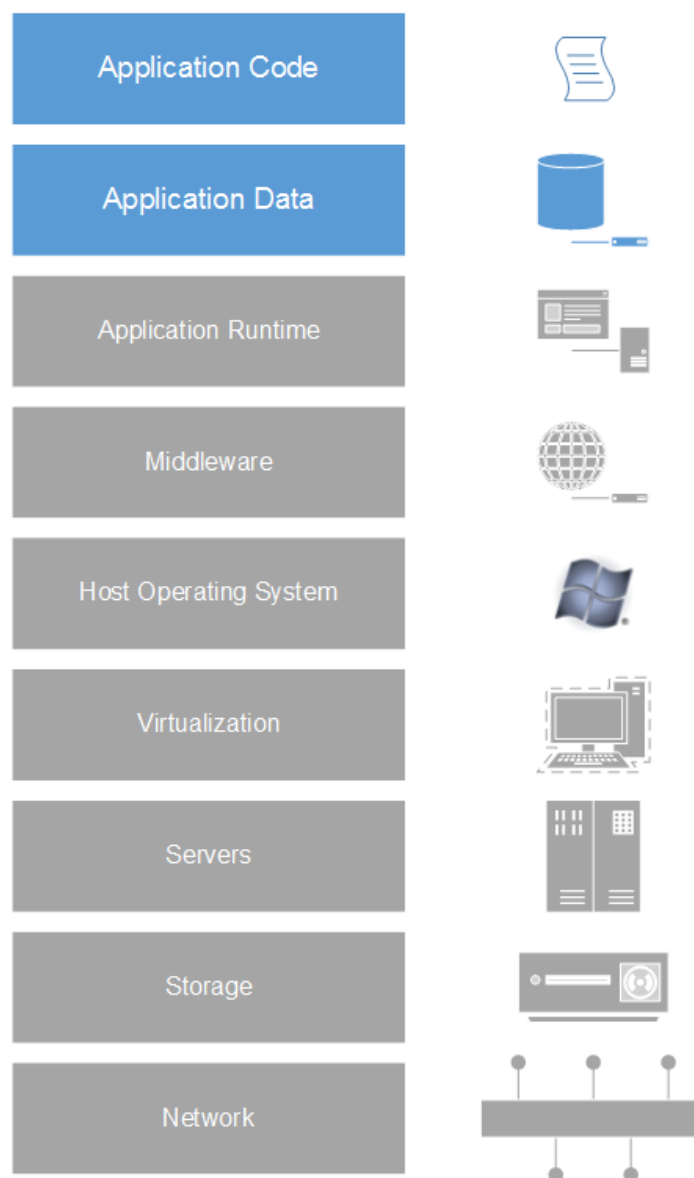 Application Code
Application Data
Application Runtime
Middleware
Host Operating System
Virtualization
Servers
Storage
Network